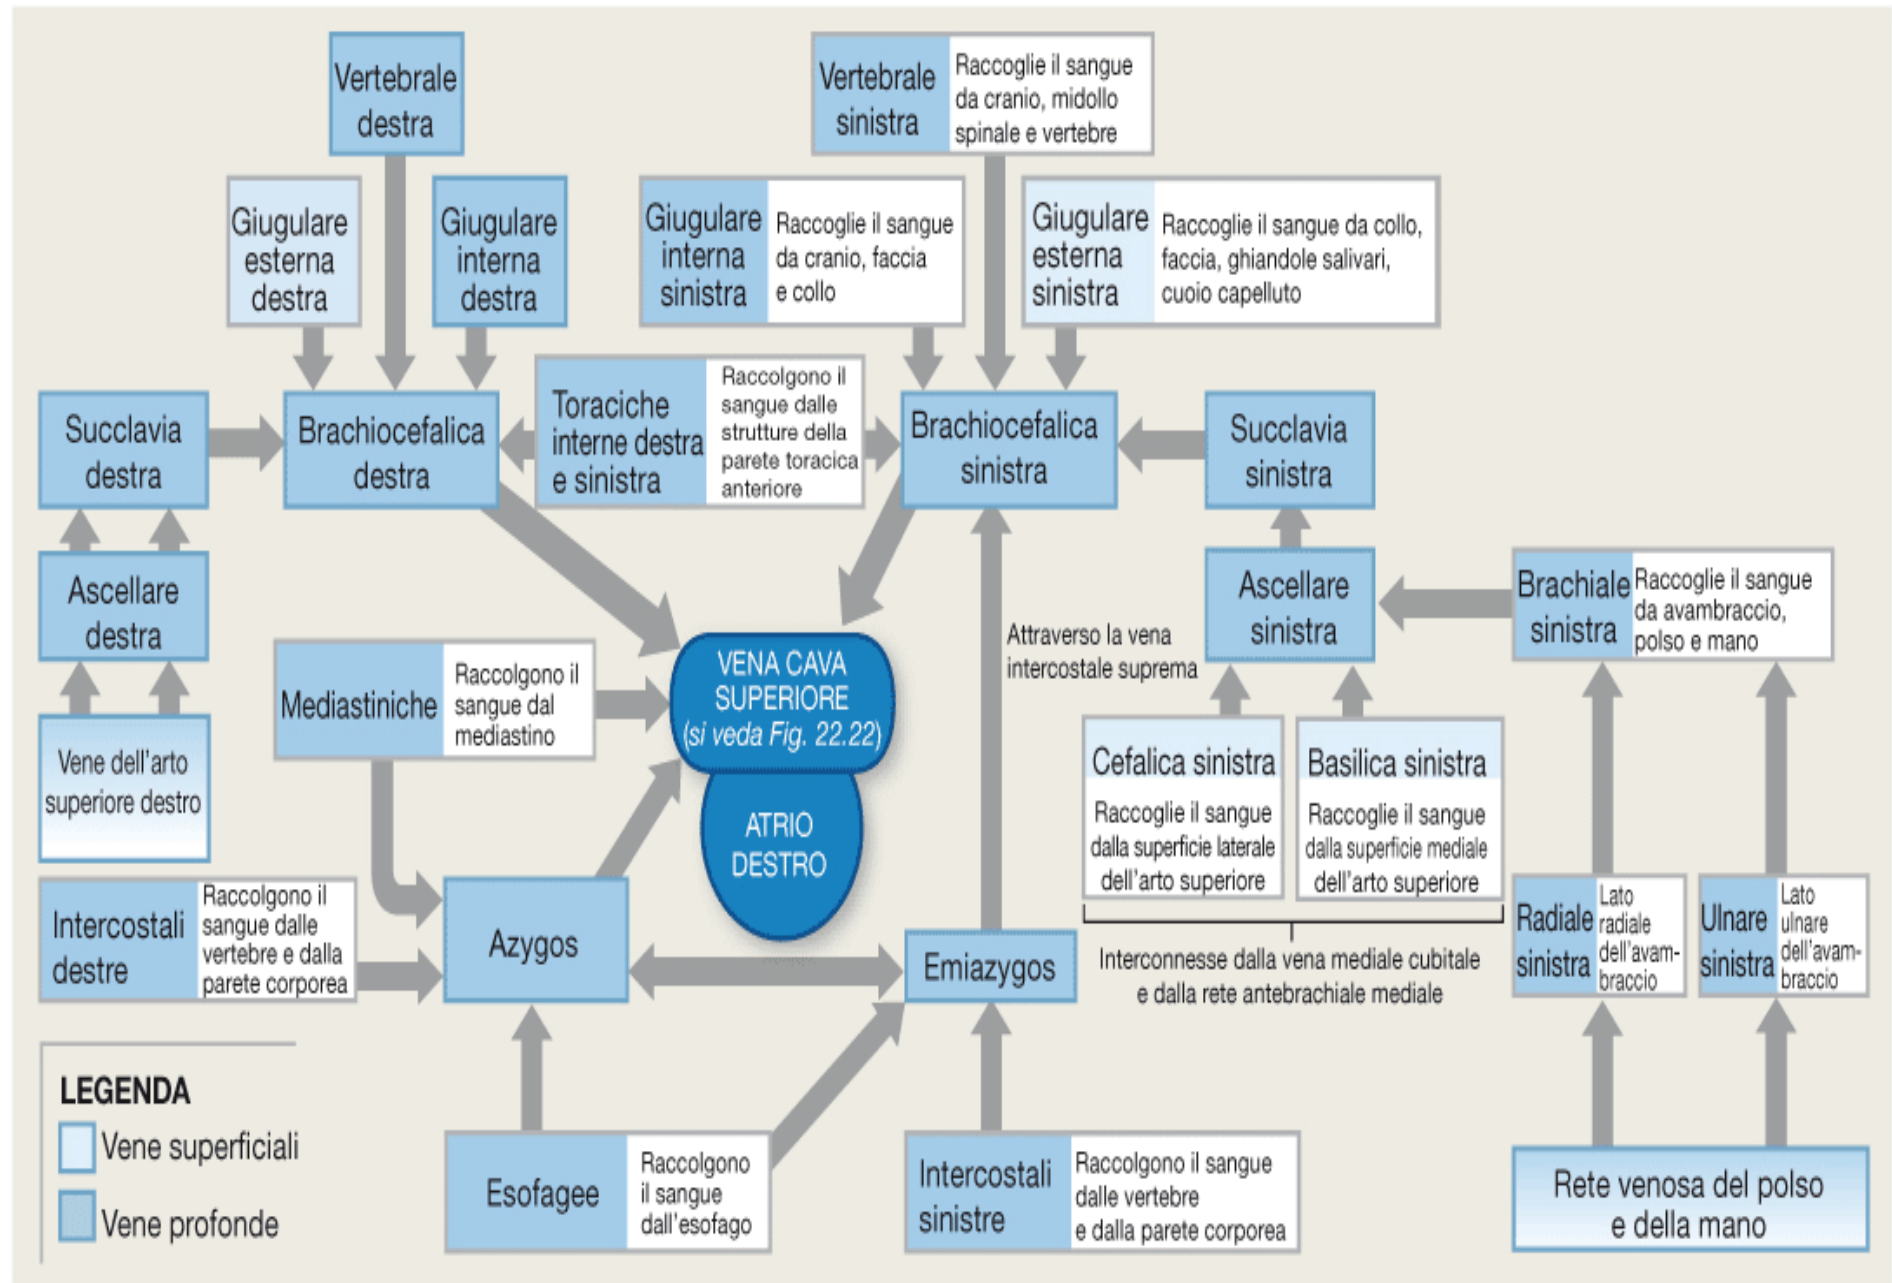 Vertebrale
destra
Vertebrale
sinistra
Raccoglie il sangue
da cranio, midollo
spinale e vertebre
Giugulare
esterna
destra
Giugulare
interna
destra
Giugulare
interna
sinistra
Raccoglie il sangue
da cranio, faccia
e collo
Giugulare
esterna
sinistra
Raccoglie il sangue da collo,
faccia, ghiandole salivari,
cuoio capelluto
Succlavia
destra
Brachiocefalica
destra
Toraciche
interne destra
e sinistra
Raccolgono il
sangue dalle
strutture della
parete toracica
anteriore
Brachiocefalica
sinistra
Succlavia
sinistra
Ascellare
destra
Ascellare
sinistra
Brachiale
sinistra
Raccoglie il sangue
da avambraccio,
polso e mano
Attraverso la vena
intercostale suprema
Mediastiniche
Raccolgono il
sangue dal
mediastino
VENA CAVA
SUPERIORE
(si veda Fig. 22.22)
ATRIO
DESTRO
Vene dell'arto
superiore destro
Cefalica sinistra
Raccoglie il sangue
dalla superficie laterale
dell'arto superiore
Basilica sinistra
Raccoglie il sangue
dalla superficie mediale
dell'arto superiore
Interconnesse dalla vena mediale cubitale
e dalla rete antebrachiale mediale
Intercostali
destre
Raccolgono il
sangue dalle
vertebre e dalla
parete corporea
Azygos
Emiazygos
Radiale
sinistra
Lato
radiale
dell'avam-
braccio
Ulnare
sinistra
Lato
ulnare
dell'avam-
braccio
LEGENDA
Vene superficiali
Vene profonde
Esofagee
Raccolgono
il sangue
dall'esofago
Intercostali
sinistre
Raccolgono il sangue
dalle vertebre
e dalla parete corporea
Rete venosa del polso
e della mano